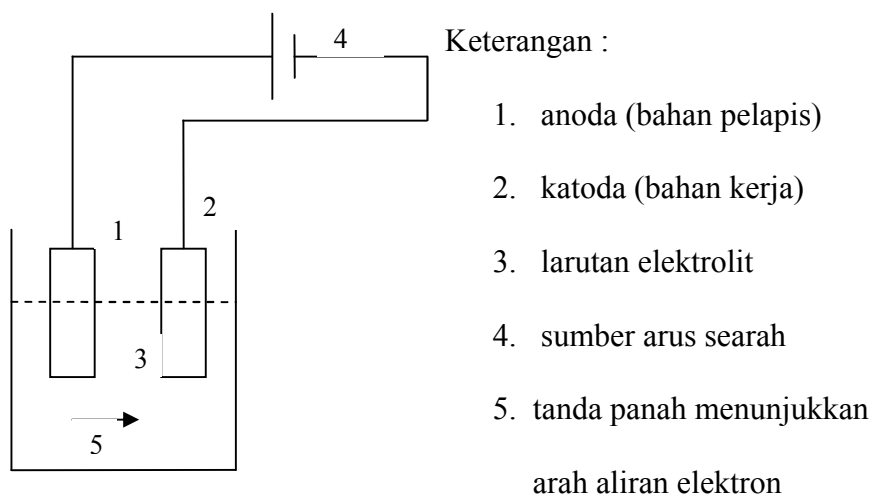 4
Keterangan :
1. anoda (bahan pelapis)
2. katoda (bahan kerja)
2
1
3. larutan elektrolit
4. sumber arus searah
3
5. tanda panah menunjukkan
5
arah aliran elektron